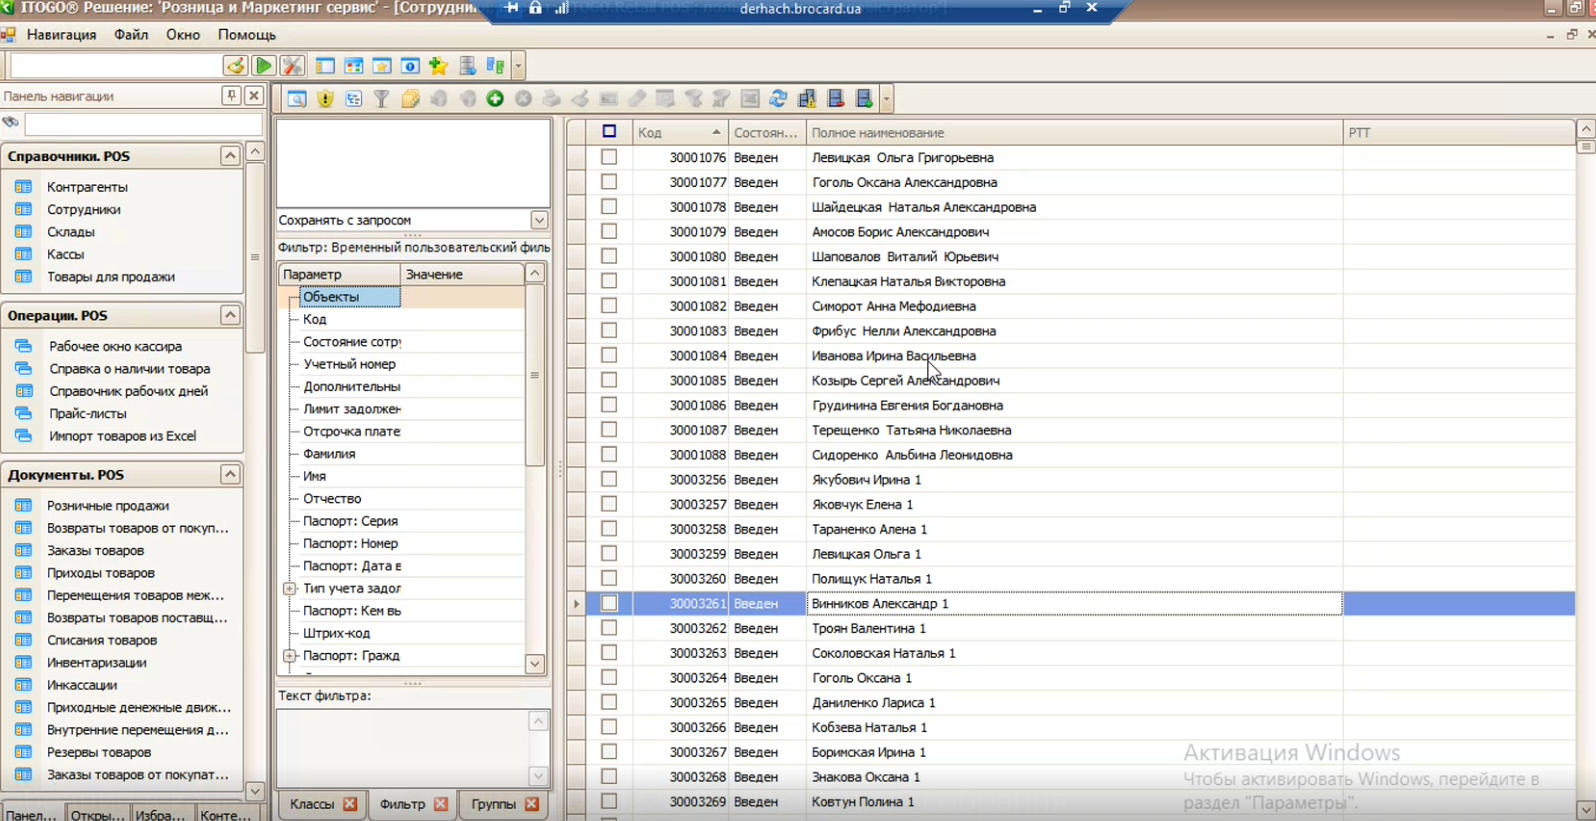 ITOGO® Решение: 'Розница и Маркетинг сервис' - [Сотрудник
derhach.brocard.ua
Навигация Файл Окно Помощь
Панель навигации
Справочники. POS
Контрагенты
Сотрудники
Склады
Кассы
Товары для продажи
Операции. POS
Рабочее окно кассира
Справка о наличии товара
Справочник рабочих дней
Прайс-листы
Импорт товаров из Excel
Документы. POS
Розничные продажи
Возвраты товаров от покуп...
Заказы товаров
Приходы товаров
Перемещения товаров меж...
Возвраты товаров поставщ...
Списания товаров
Инвентаризации
Инкассации
Приходные денежные движ...
Внутренние перемещения д...
Резервы товаров
Заказы товаров от покупат...
Панел... Откры... Избра... Конте...
Сохранять с запросом
Фильтр: Временный пользовательский филь
Параметр Значение
Объекты
Код
Состояние сотру
Учетный номер
Дополнительны
Лимит задолжен
Отсрочка плате
Фамилия
Имя
Отчество
Паспорт: Серия
Паспорт: Номер
Паспорт: Дата в
Тип учета задол
Паспорт: Кем вы
Штрих-код
Паспорт: Гражд
Текст фильтра:
Классы Фильтр Группы
Код Состоян... Полное наименование РТТ
30001076 Введен Левицкая Ольга Григорьевна
30001077 Введен Гоголь Оксана Александровна
30001078 Введен Шайдецкая Наталья Александровна
30001079 Введен Амосов Борис Александрович
30001080 Введен Шаповалов Виталий Юрьевич
30001081 Введен Клепацкая Наталья Викторовна
30001082 Введен Симорот Анна Мефодиевна
30001083 Введен Фрибус Нелли Александровна
30001084 Введен Иванова Ирина Васильевна
30001085 Введен Козырь Сергей Александрович
30001086 Введен Грудинина Евгения Богдановна
30001087 Введен Терещенко Татьяна Николаевна
30001088 Введен Сидоренко Альбина Леонидовна
30003256 Введен Якубович Ирина 1
30003257 Введен Яковчук Елена 1
30003258 Введен Тараненко Алена 1
30003259 Введен Левицкая Ольга 1
30003260 Введен Полищук Наталья 1
30003261 Введен Винников Александр 1
30003262 Введен Троян Валентина 1
30003263 Введен Соколовская Наталья 1
30003264 Введен Гоголь Оксана 1
30003265 Введен Даниленко Лариса 1
30003266 Введен Кобзева Наталья 1
30003267 Введен Боринская Ирина 1
30003268 Введен Знакова Оксана 1
30003269 Введен Ковтун Полина 1
Активация Windows
Чтобы активировать Windows, перейдите в
раздел "Параметры".